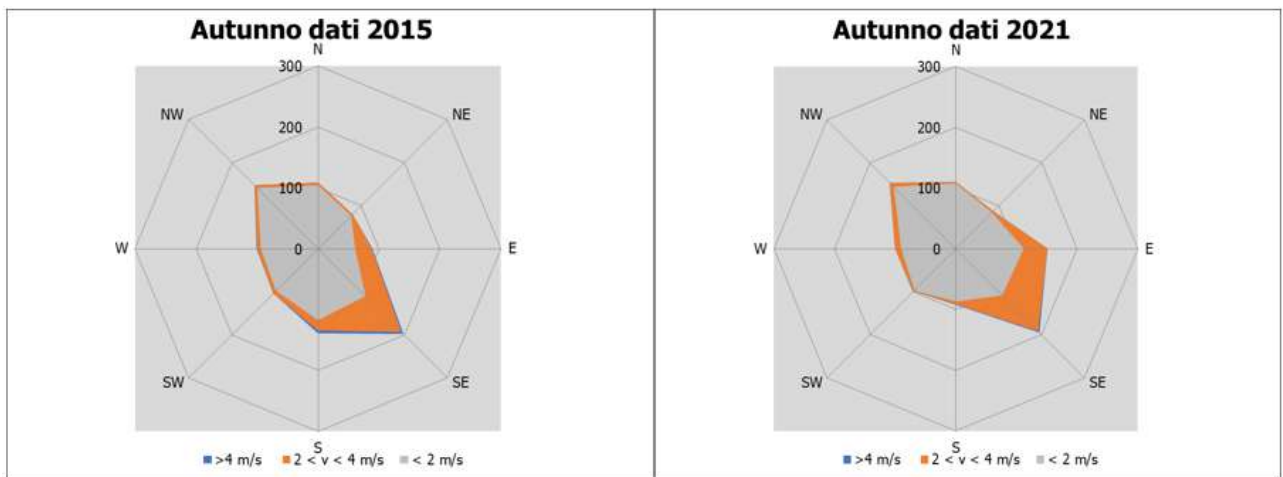 Autunno dati 2015
N
300
NW
NE
200
100
W
0
E
SW
SE
S
>4 m/s 2 < v < 4 m/s < 2 m/s
Autunno dati 2021
N
300
NW
NE
200
100
W
0
E
SW
SE
S
>4 m/s 2 < v < 4 m/s < 2 m/s